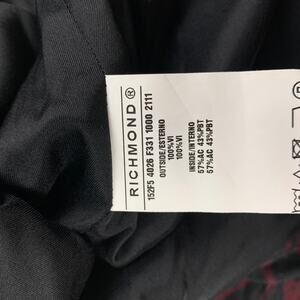 RICHMOND®
152F5 4026 F331 1000 2111
OUTSIDE/ESTERNO
100%VI
100%VI
INSIDE/INTERNO
57%AC 43%PBT
57%AC 43%PBT